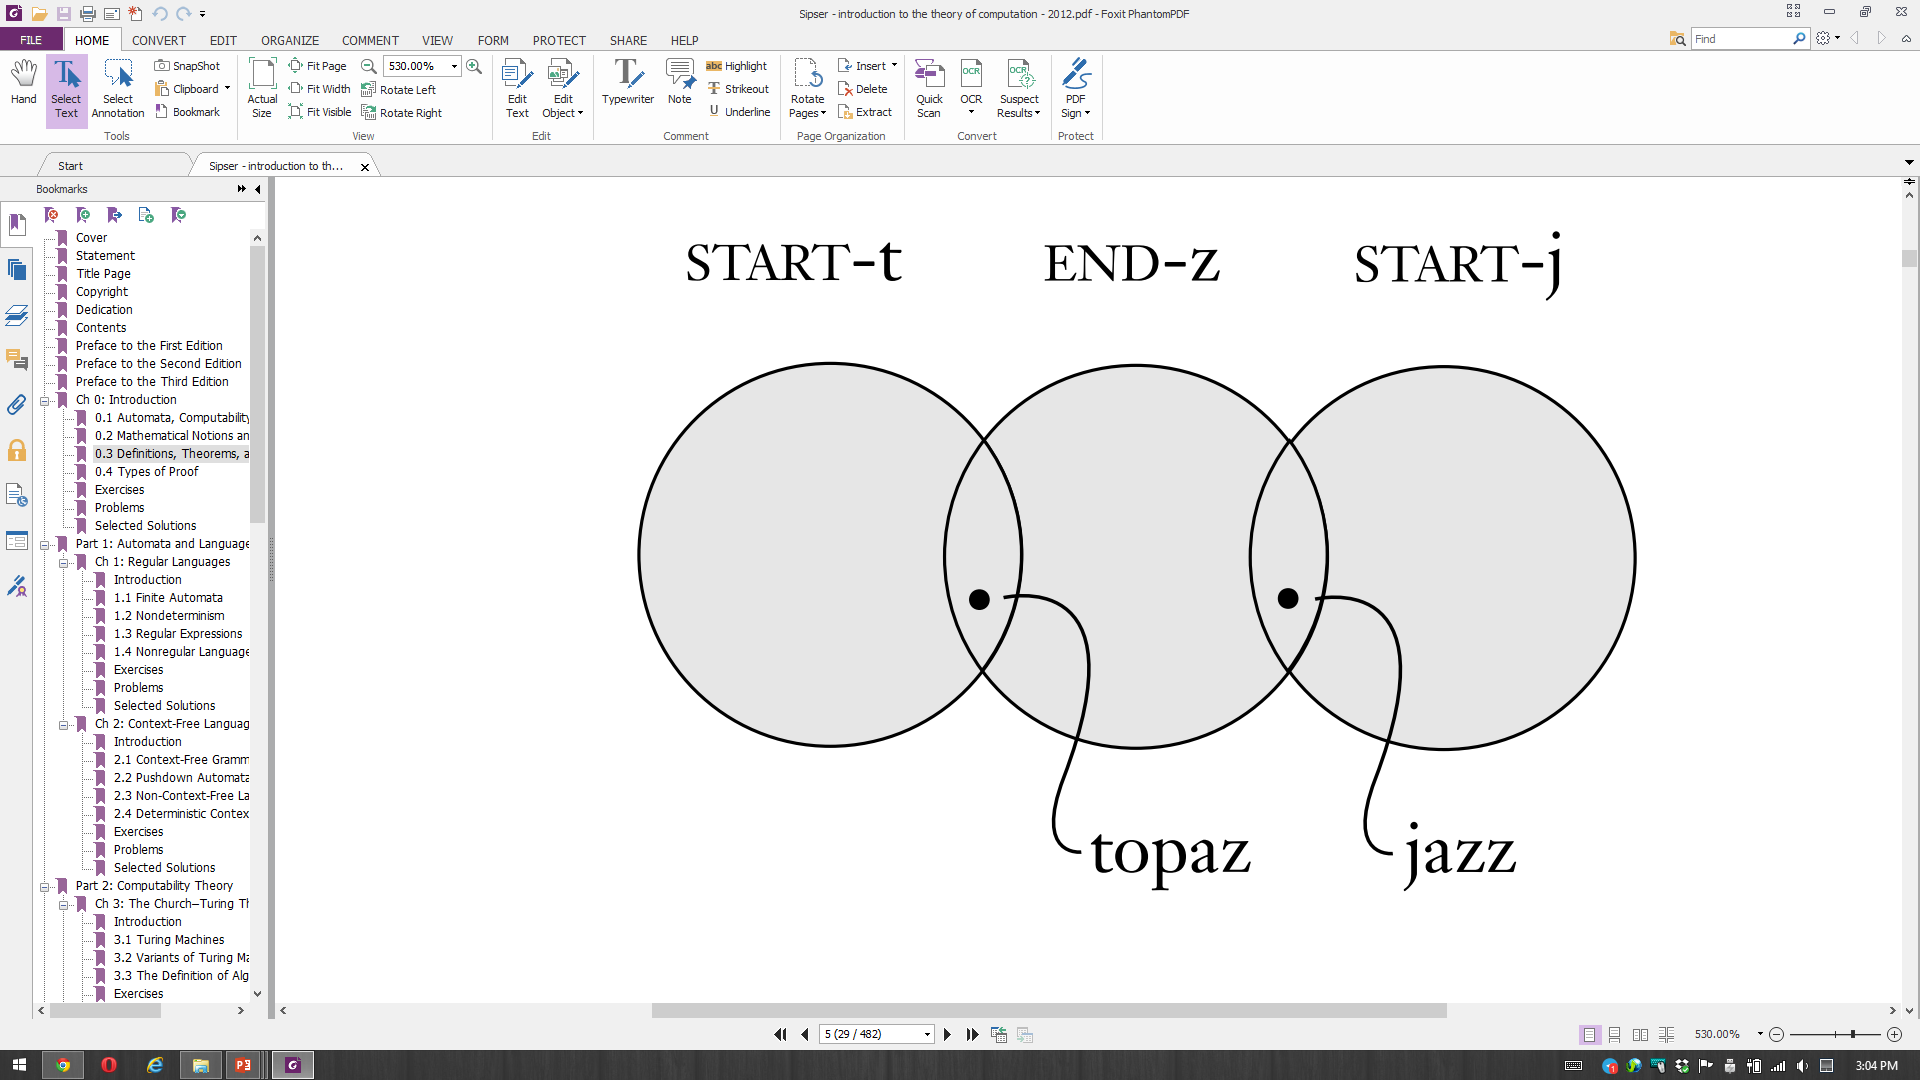 Sipser - introduction to the theory of computation - 2012.pdf - Foxit PhantomPDF
FILE HOME CONVERT EDIT ORGANIZE COMMENT VIEW FORM PROTECT SHARE HELP
Find
Hand
Select Text
Select Annotation
SnapShot
Clipboard
Bookmark
Tools
Actual Size
Fit Page
Fit Width
Fit Visible
530.00%
Rotate Left
Rotate Right
View
Edit Text
Edit Object
Edit
Typewriter
Note
Highlight
Strikeout
Underline
Comment
Rotate Pages
Insert
Delete
Extract
Page Organization
Quick Scan
OCR
Suspect Results
Convert
PDF Sign
Protect
Start
Sipser - introduction to th...
Bookmarks
Cover
Statement
Title Page
Copyright
Dedication
Contents
Preface to the First Edition
Preface to the Second Edition
Preface to the Third Edition
Ch 0: Introduction
0.1 Automata, Computability
0.2 Mathematical Notions an
0.3 Definitions, Theorems, a
0.4 Types of Proof
Exercises
Problems
Selected Solutions
Part 1: Automata and Language
Ch 1: Regular Languages
Introduction
1.1 Finite Automata
1.2 Nondeterminism
1.3 Regular Expressions
1.4 Nonregular Language
Exercises
Problems
Selected Solutions
Ch 2: Context-Free Languag
Introduction
2.1 Context-Free Gramm
2.2 Pushdown Automata
2.3 Non-Context-Free La
2.4 Deterministic Contex
Exercises
Problems
Selected Solutions
Part 2: Computability Theory
Ch 3: The Church–Turing Th
Introduction
3.1 Turing Machines
3.2 Variants of Turing Ma
3.3 The Definition of Alg
Exercises
START-t END-z START-j
topaz jazz
5 (29 / 482)
530.00%
3:04 PM